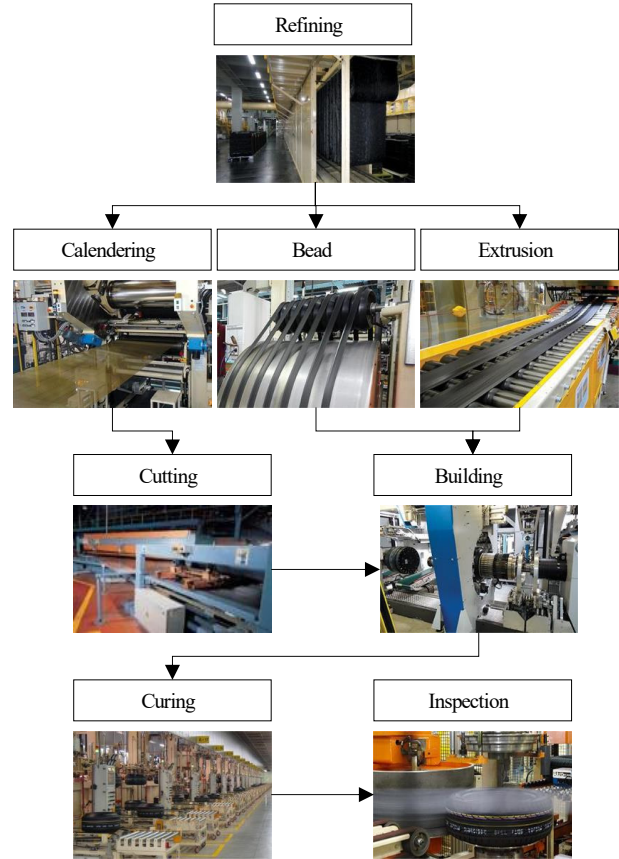 Refining
Calendering
Bead
Extrusion
Cutting
Building
Curing
Inspection